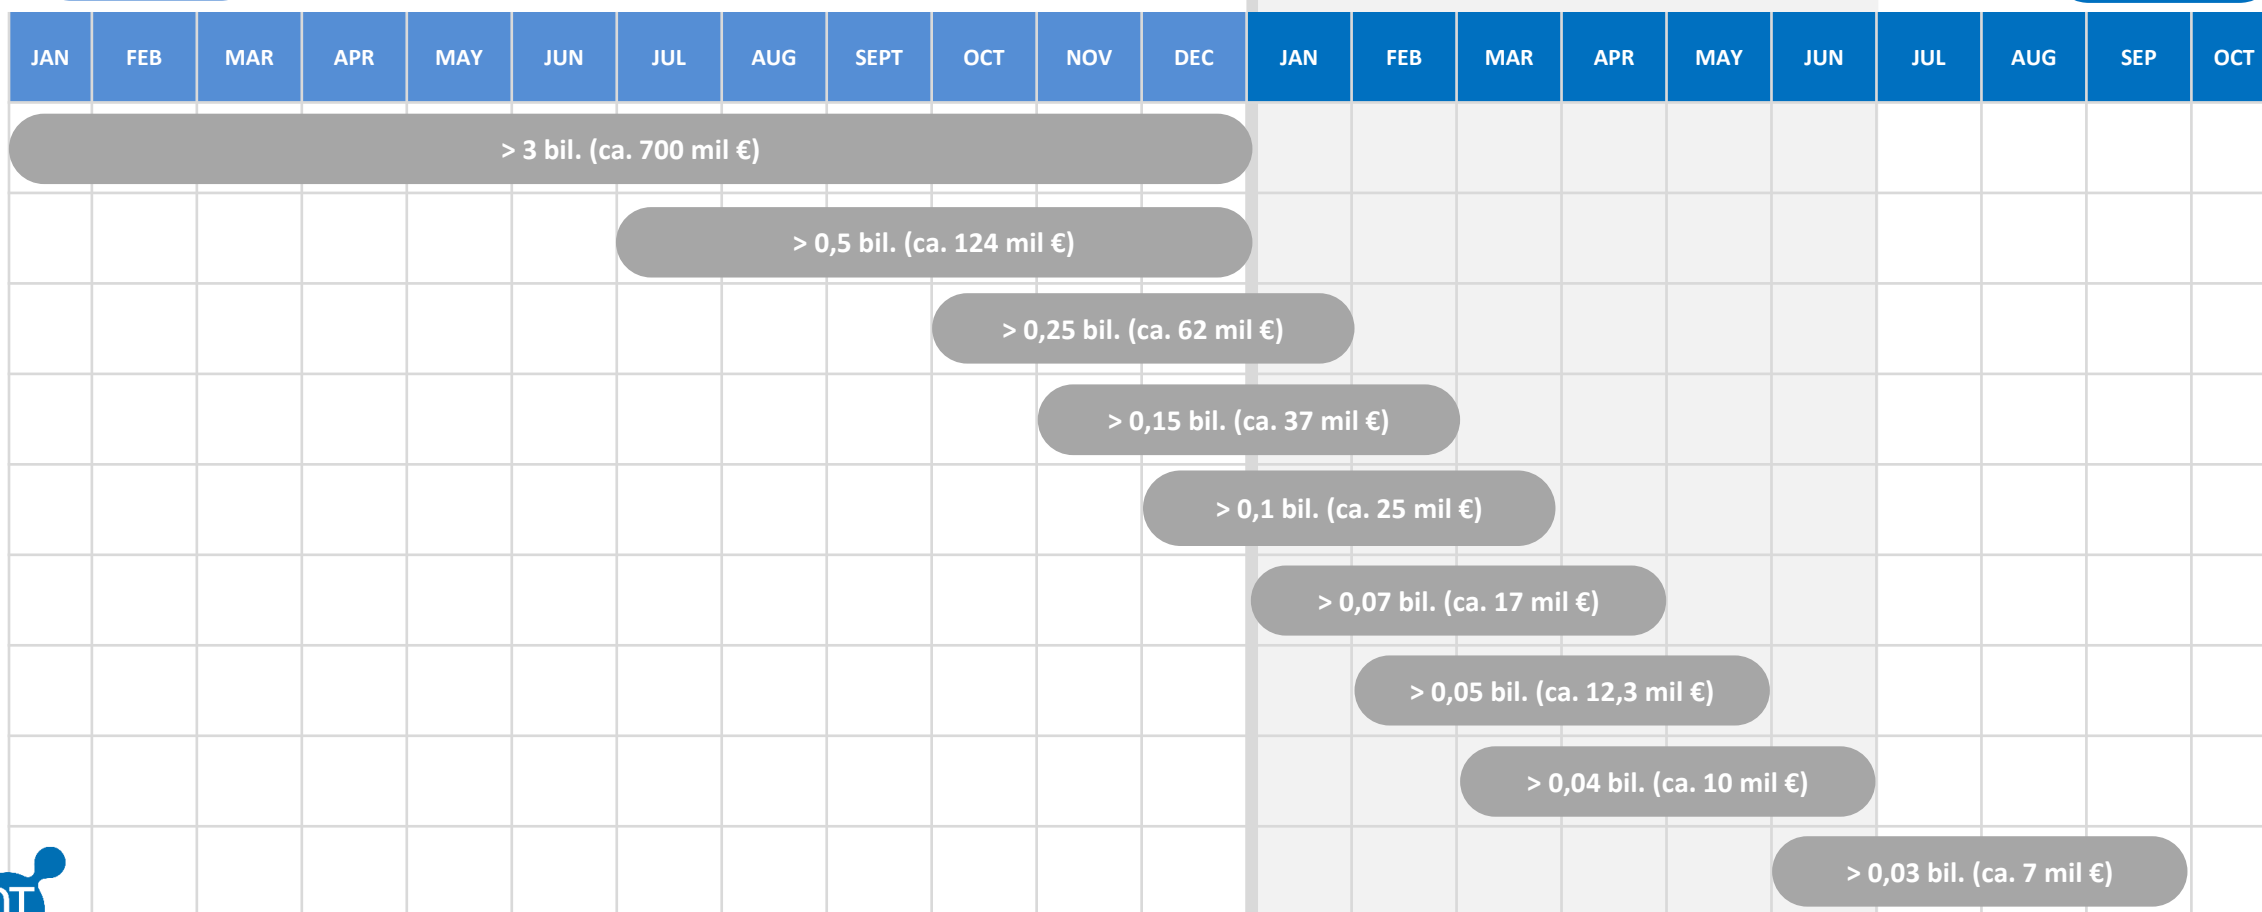 JAN FEB MAR APR MAY JUN JUL AUG SEPT OCT NOV DEC JAN FEB MAR APR MAY JUN JUL AUG SEP OCT
> 3 bil. (ca. 700 mil €)
> 0,5 bil. (ca. 124 mil €)
> 0,25 bil. (ca. 62 mil €)
> 0,15 bil. (ca. 37 mil €)
> 0,1 bil. (ca. 25 mil €)
> 0,07 bil. (ca. 17 mil €)
> 0,05 bil. (ca. 12,3 mil €)
> 0,04 bil. (ca. 10 mil €)
> 0,03 bil. (ca. 7 mil €)